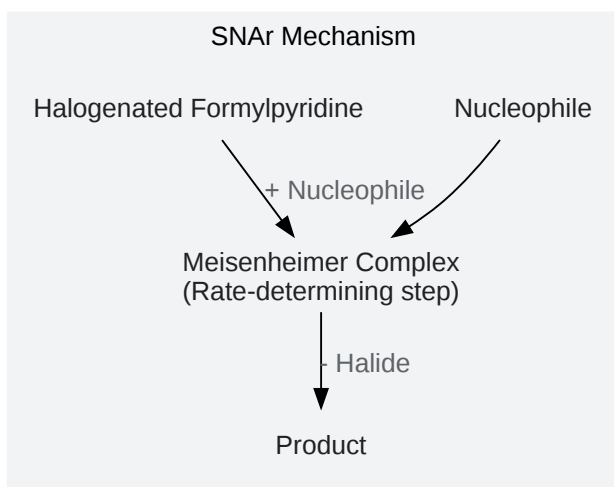 SNAr Mechanism
Halogenated Formylpyridine
Nucleophile
+ Nucleophile
Meisenheimer Complex
(Rate-determining step)
- Halide
Product